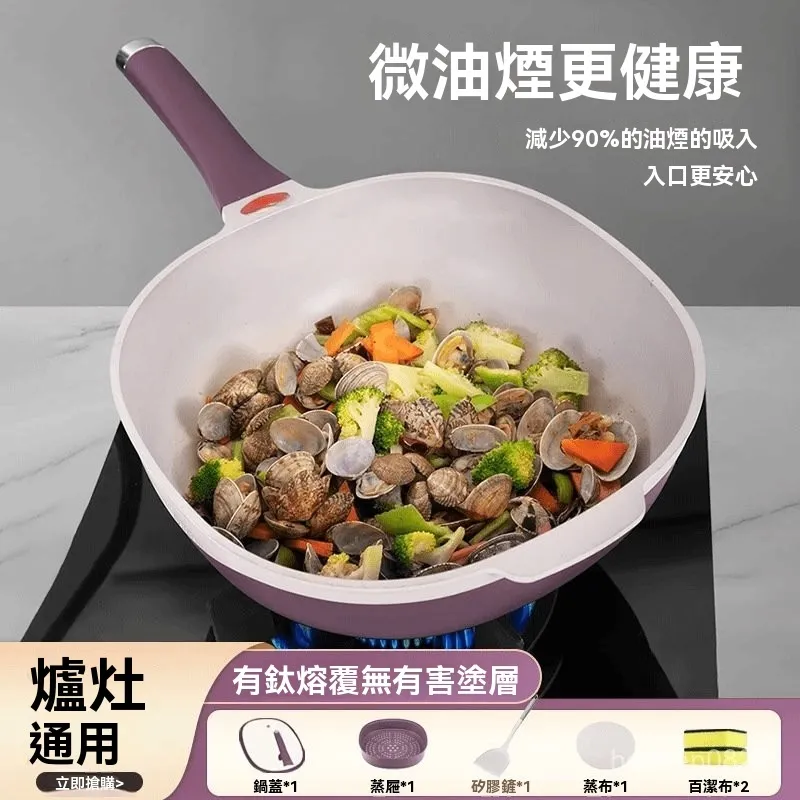 微油煙更健康
減少90%的油煙的吸入
入口更安心
爐灶
通用
立即搶購>
有鈦熔覆無有害塗層
鍋蓋*1
蒸屜*1
矽膠鏟*1
蒸布*1
百潔布*2